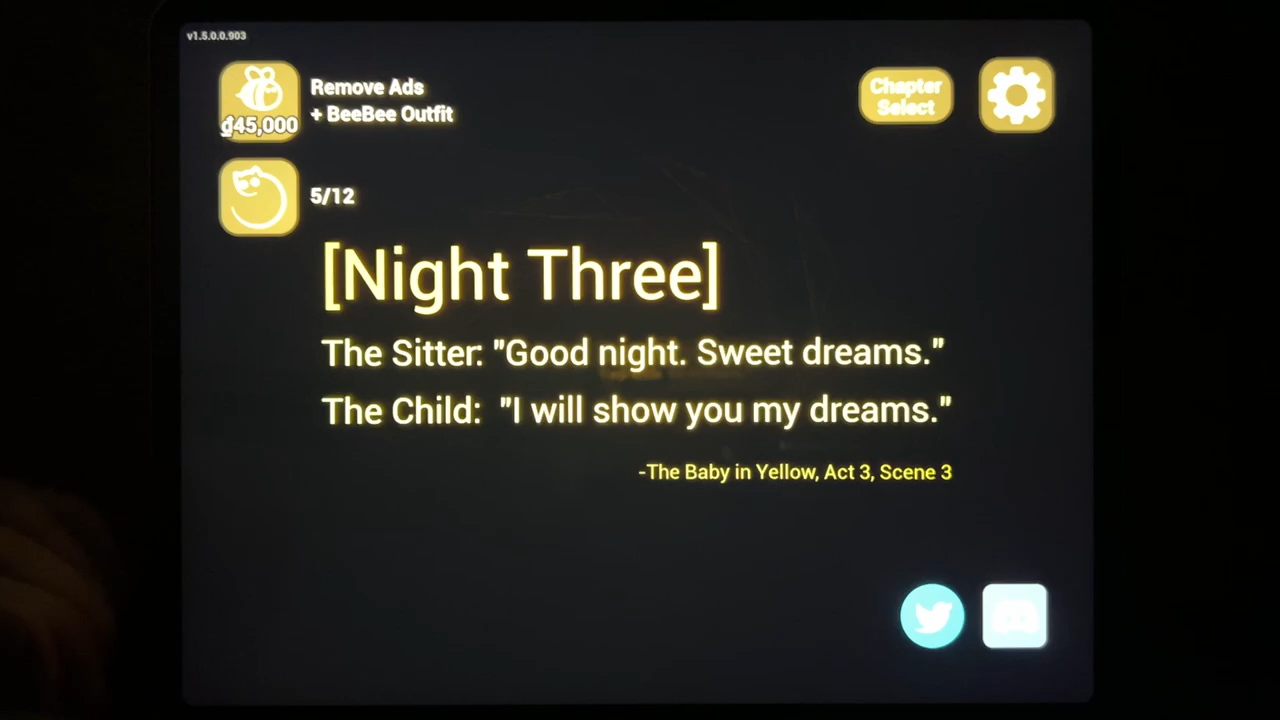 v1.5.0.0.903
Remove Ads
+ BeeBee Outfit
₫45,000
Chapter
Select
5/12
[Night Three]
The Sitter: "Good night. Sweet dreams."
The Child: "I will show you my dreams."
-The Baby in Yellow, Act 3, Scene 3